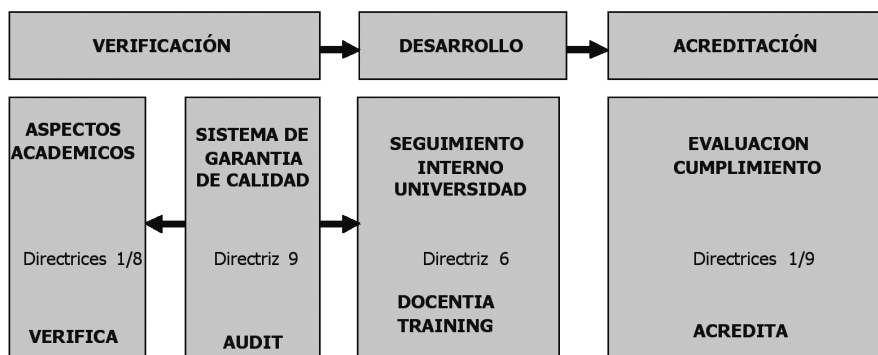 VERIFICACIÓN
DESARROLLO
ACREDITACIÓN
ASPECTOS
ACADEMICOS
Directrices 1/8
VERIFICA
SISTEMA DE
GARANTIA
DE CALIDAD
Directriz 9
AUDIT
SEGUIMIENTO
INTERNO
UNIVERSIDAD
Directriz 6
DOCENTIA
TRAINING
EVALUACION
CUMPLIMIENTO
Directrices 1/9
ACREDITA